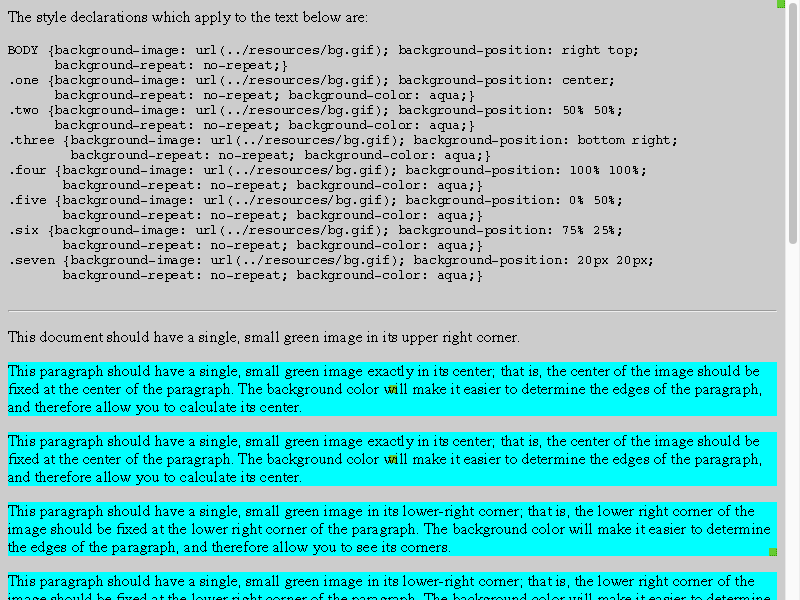 The style declarations which apply to the text below are:
BODY {background-image: url(../resources/bg.gif); background-position: right top;
background-repeat: no-repeat;}
.one {background-image: url(../resources/bg.gif); background-position: center;
background-repeat: no-repeat; background-color: aqua;}
.two {background-image: url(../resources/bg.gif); background-position: 50% 50%;
background-repeat: no-repeat; background-color: aqua;}
.three {background-image: url(../resources/bg.gif); background-position: bottom right;
background-repeat: no-repeat; background-color: aqua;}
.four {background-image: url(../resources/bg.gif); background-position: 100% 100%;
background-repeat: no-repeat; background-color: aqua;}
.five {background-image: url(../resources/bg.gif); background-position: 0% 50%;
background-repeat: no-repeat; background-color: aqua;}
.six {background-image: url(../resources/bg.gif); background-position: 75% 25%;
background-repeat: no-repeat; background-color: aqua;}
.seven {background-image: url(../resources/bg.gif); background-position: 20px 20px;
background-repeat: no-repeat; background-color: aqua;}
This document should have a single, small green image in its upper right corner.
This paragraph should have a single, small green image exactly in its center; that is, the center of the image should be
fixed at the center of the paragraph. The background color will make it easier to determine the edges of the paragraph,
and therefore allow you to calculate its center.
This paragraph should have a single, small green image exactly in its center; that is, the center of the image should be
fixed at the center of the paragraph. The background color will make it easier to determine the edges of the paragraph,
and therefore allow you to calculate its center.
This paragraph should have a single, small green image in its lower-right corner; that is, the lower right corner of the
image should be fixed at the lower right corner of the paragraph. The background color will make it easier to determine
the edges of the paragraph, and therefore allow you to see its corners.
This paragraph should have a single, small green image in its lower-right corner; that is, the lower right corner of the
image should be fixed at the lower right corner of the paragraph. The background color will make it easier to determine